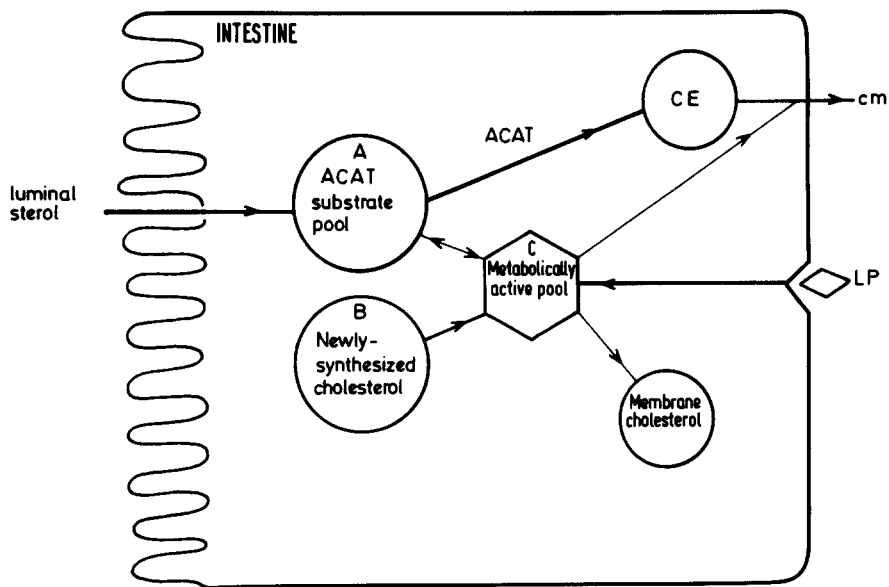 INTESTINE
CE
cm
ACAT
A
ACAT
substrate
pool
luminal
sterol
C
Metabolically
active pool
LP
B
Newly-
synthesized
cholesterol
Membrane
cholesterol